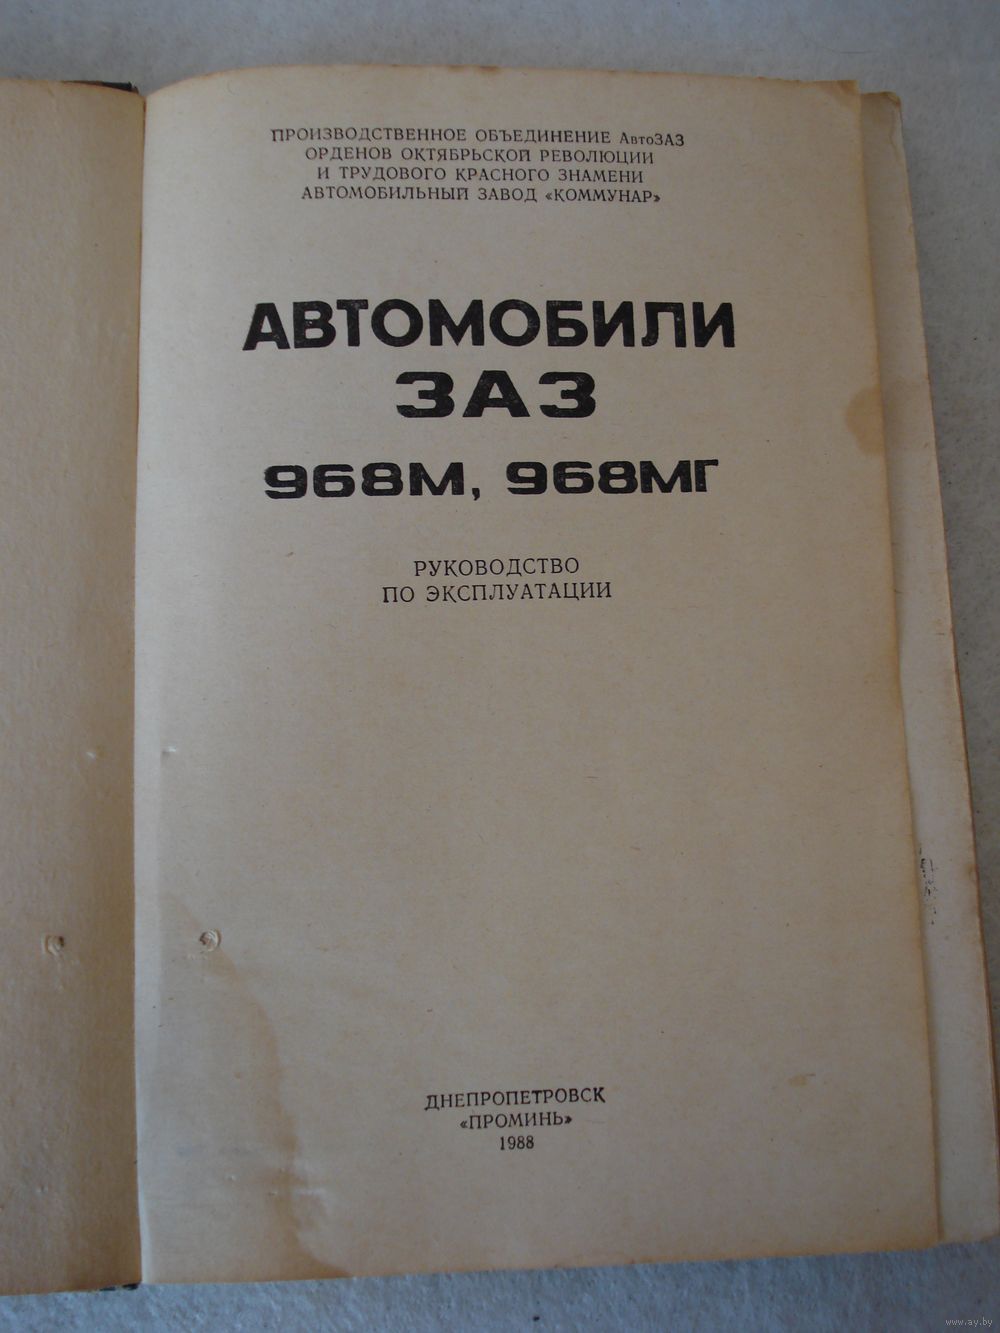 ПРОИЗВОДСТВЕННОЕ ОБЪЕДИНЕНИЕ АвтоЗАЗ
ОРДЕНОВ ОКТЯБРЬСКОЙ РЕВОЛЮЦИИ
И ТРУДОВОГО КРАСНОГО ЗНАМЕНИ
АВТОМОБИЛЬНЫЙ ЗАВОД «КОММУНАР»
АВТОМОБИЛИ
ЗАЗ
968М, 968МГ
РУКОВОДСТВО
ПО ЭКСПЛУАТАЦИИ
ДНЕПРОПЕТРОВСК
«ПРОМИНЬ»
1988
www.ay.by